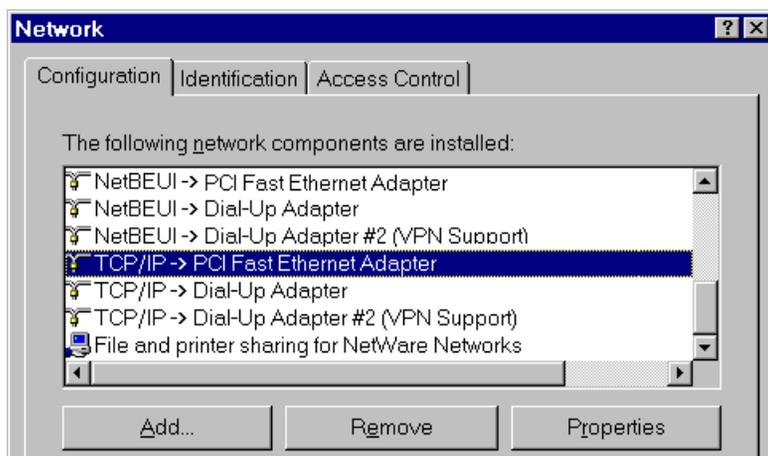 Network
Configuration Identification Access Control
The following network components are installed:
NetBEUI -> PCI Fast Ethernet Adapter
NetBEUI -> Dial-Up Adapter
NetBEUI -> Dial-Up Adapter #2 (VPN Support)
TCP/IP -> PCI Fast Ethernet Adapter
TCP/IP -> Dial-Up Adapter
TCP/IP -> Dial-Up Adapter #2 (VPN Support)
File and printer sharing for NetWare Networks
Add... Remove Properties